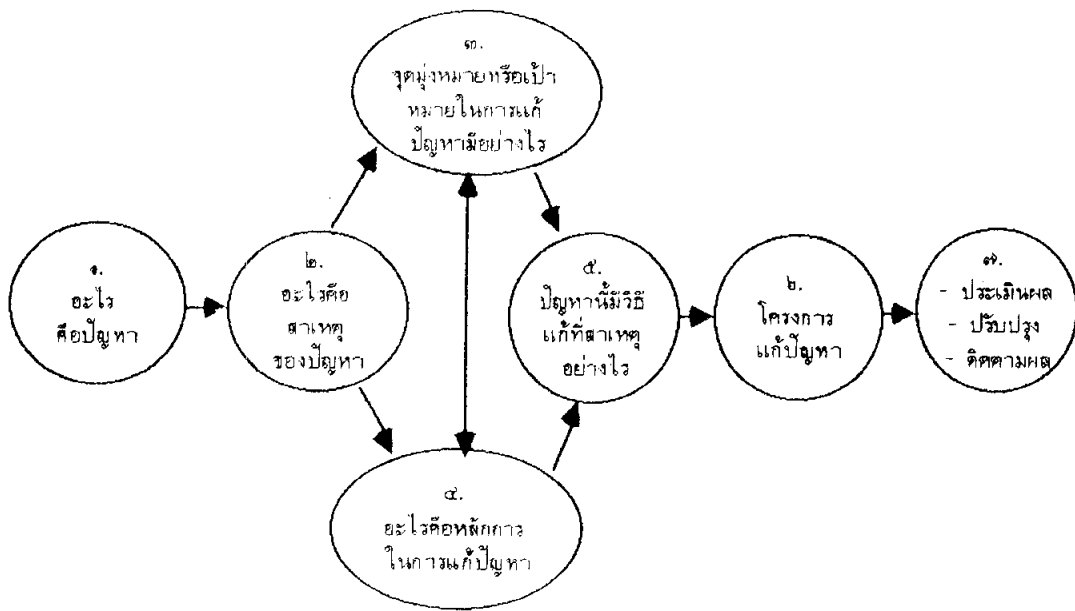 ๓.
จุดมุ่งหมายหรือเป้า
หมายในการแก้
ปัญหามีอย่างไร
๑.
อะไร
คือปัญหา
๒.
อะไรคือ
สาเหตุ
ของปัญหา
๔.
อะไรคือหลักการ
ในการแก้ปัญหา
๕.
ปัญหานี้มีวิธี
แก้ที่สาเหตุ
อย่างไร
๖.
โครงการ
แก้ปัญหา
๗.
- ประเมินผล
- ปรับปรุง
- ติดตามผล